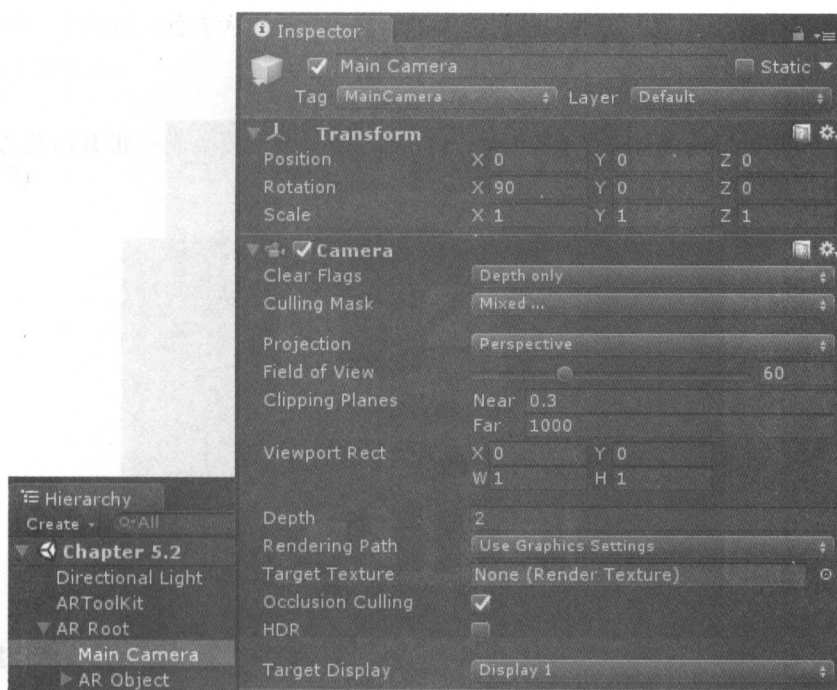 Inspector
Main Camera Static
Tag MainCamera Layer Default
Transform
Position X 0 Y 0 Z 0
Rotation X 90 Y 0 Z 0
Scale X 1 Y 1 Z 1
Camera
Clear Flags Depth only
Culling Mask Mixed ...
Projection Perspective
Field of View 60
Clipping Planes Near 0.3
Far 1000
Viewport Rect X 0 Y 0
W 1 H 1
Depth 2
Rendering Path Use Graphics Settings
Target Texture None (Render Texture)
Occlusion Culling
HDR
Target Display Display 1
Hierarchy
Create All
Chapter 5.2
Directional Light
ARToolKit
AR Root
Main Camera
AR Object